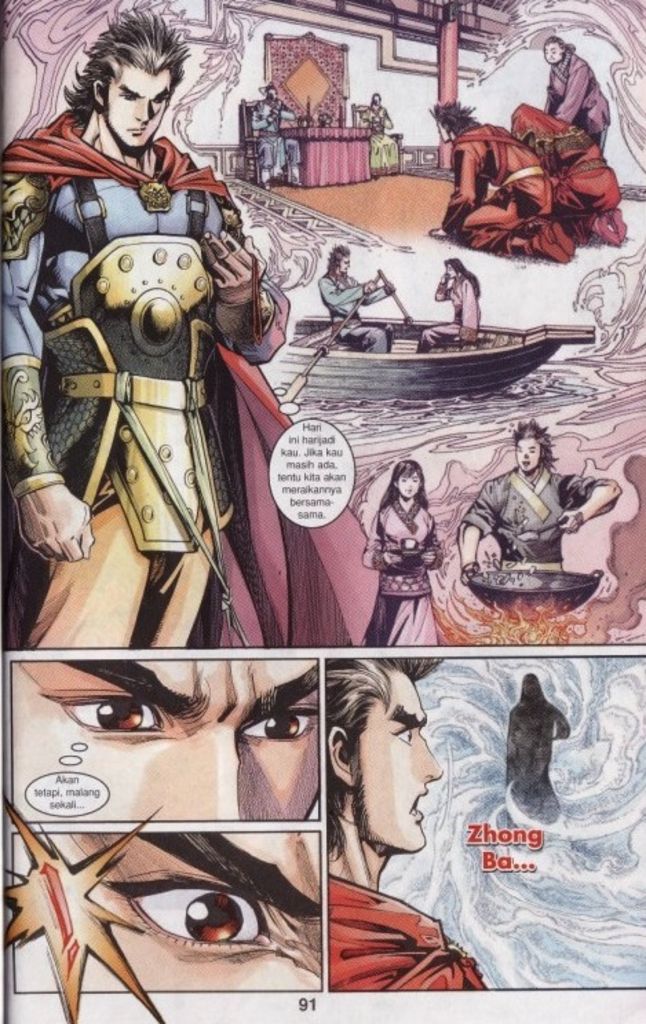 Hari
ini harijadi
kau. Jika kau
masih ada,
tentu kita akan
meraikannya
bersama-
sama.
Akan
tetapi, malang
sekali...
Zhong
Ba...
91